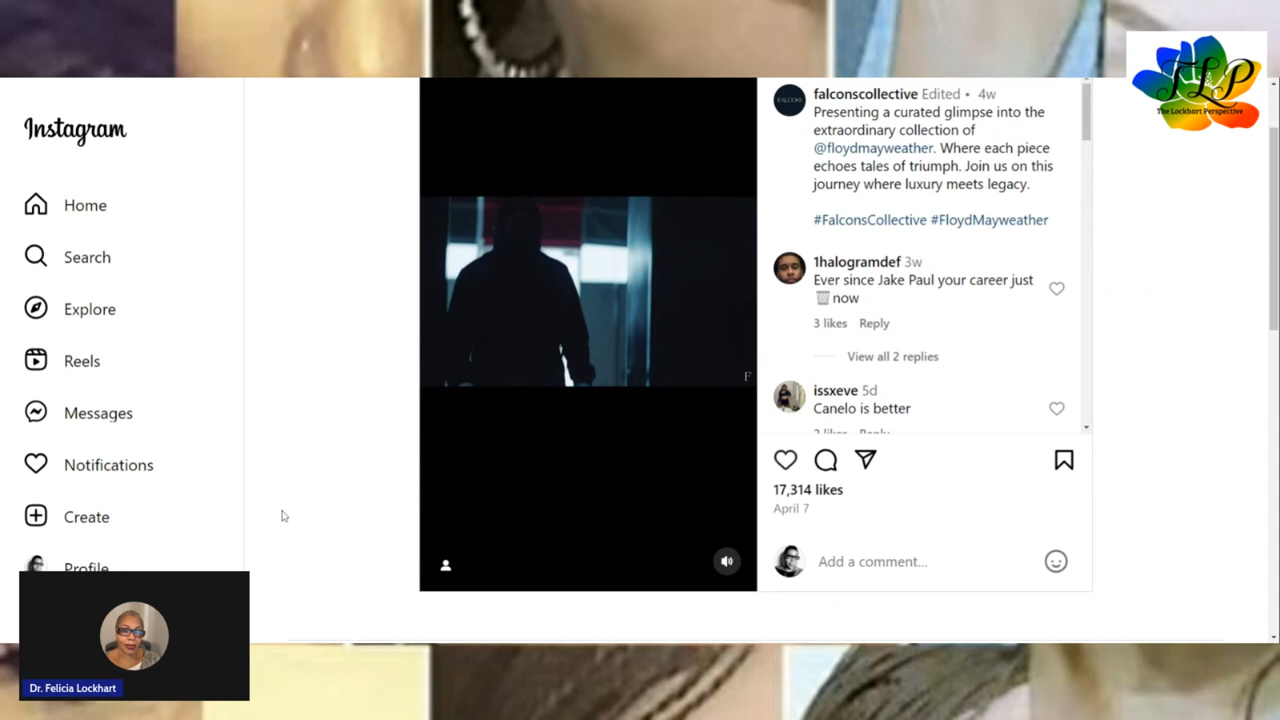 Instagram
Home
Search
Explore
Reels
Messages
Notifications
Create
Profile
Dr. Felicia Lockhart
F
falconscollective Edited • 4w
Presenting a curated glimpse into the
extraordinary collection of
@floydmayweather. Where each piece
echoes tales of triumph. Join us on this
journey where luxury meets legacy.
#FalconsCollective #FloydMayweather
1halogramdef 3w
Ever since Jake Paul your career just
🗑️now
3 likes Reply
View all 2 replies
issxeve 5d
Canelo is better
Reply
17,314 likes
April 7
Add a comment...
TL&P
The Lockhart Perspective